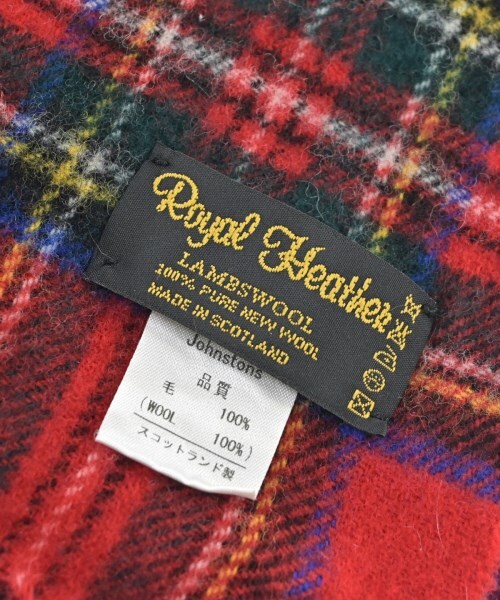 Royal Heather
LAMBSWOOL
100% PURE NEW WOOL
MADE IN SCOTLAND
Johnstons
品質
毛 100%
(WOOL 100%)
スコットランド製